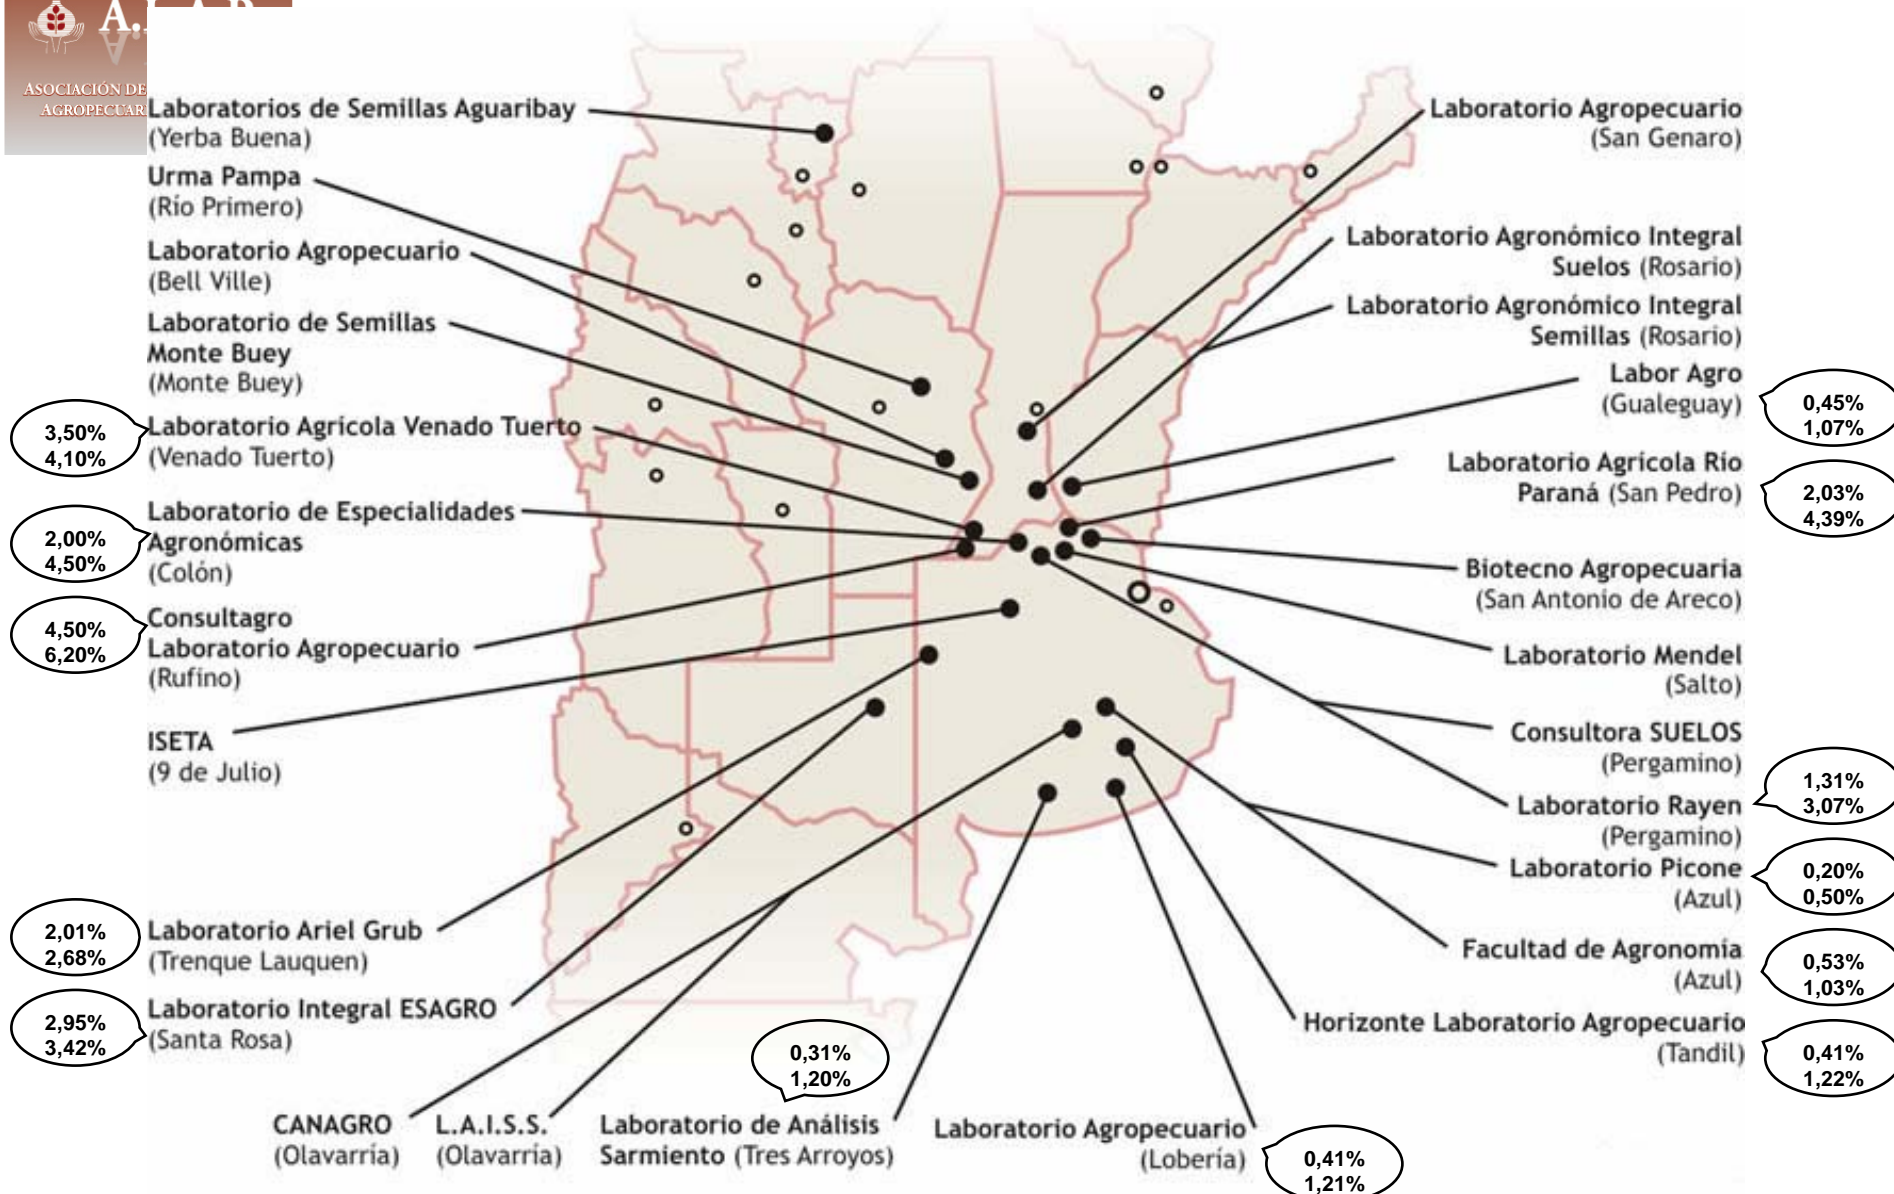 ASOCIACIÓN DE
Laboratorios de Semillas Aguaribay
(Yerba Buena)
Urma Pampa
(Río Primero)
Laboratorio Agropecuario
(Bell Ville)
Laboratorio de Semillas
Monte Buey
(Monte Buey)
3,50%
4,10%
Laboratorio Agrícola Venado Tuerto
(Venado Tuerto)
2,00%
4,50%
Laboratorio de Especialidades
Agronómicas
(Colón)
4,50%
6,20%
Consultagro
Laboratorio Agropecuario
(Rufino)
ISETA
(9 de Julio)
2,01%
2,68%
Laboratorio Ariel Grub
(Trenque Lauquen)
2,95%
3,42%
Laboratorio Integral ESAGRO
(Santa Rosa)
CANAGRO
(Olavarría)
L.A.I.S.S.
(Olavarría)
0,31%
1,20%
Laboratorio de Análisis
Sarmiento (Tres Arroyos)
Laboratorio Agropecuario
(Lobería)
0,41%
1,21%
Laboratorio Agropecuario
(San Genaro)
Laboratorio Agronómico Integral
Suelos (Rosario)
Laboratorio Agronómico Integral
Semillas (Rosario)
Labor Agro
(Gualeguay)
0,45%
1,07%
Laboratorio Agrícola Río
Paraná (San Pedro)
2,03%
4,39%
Biotecno Agropecuaria
(San Antonio de Areco)
Laboratorio Mendel
(Salto)
Consultora SUELOS
(Pergamino)
Laboratorio Rayen
(Pergamino)
1,31%
3,07%
Laboratorio Picone
(Azul)
0,20%
0,50%
Facultad de Agronomía
(Azul)
0,53%
1,03%
Horizonte Laboratorio Agropecuario
(Tandil)
0,41%
1,22%